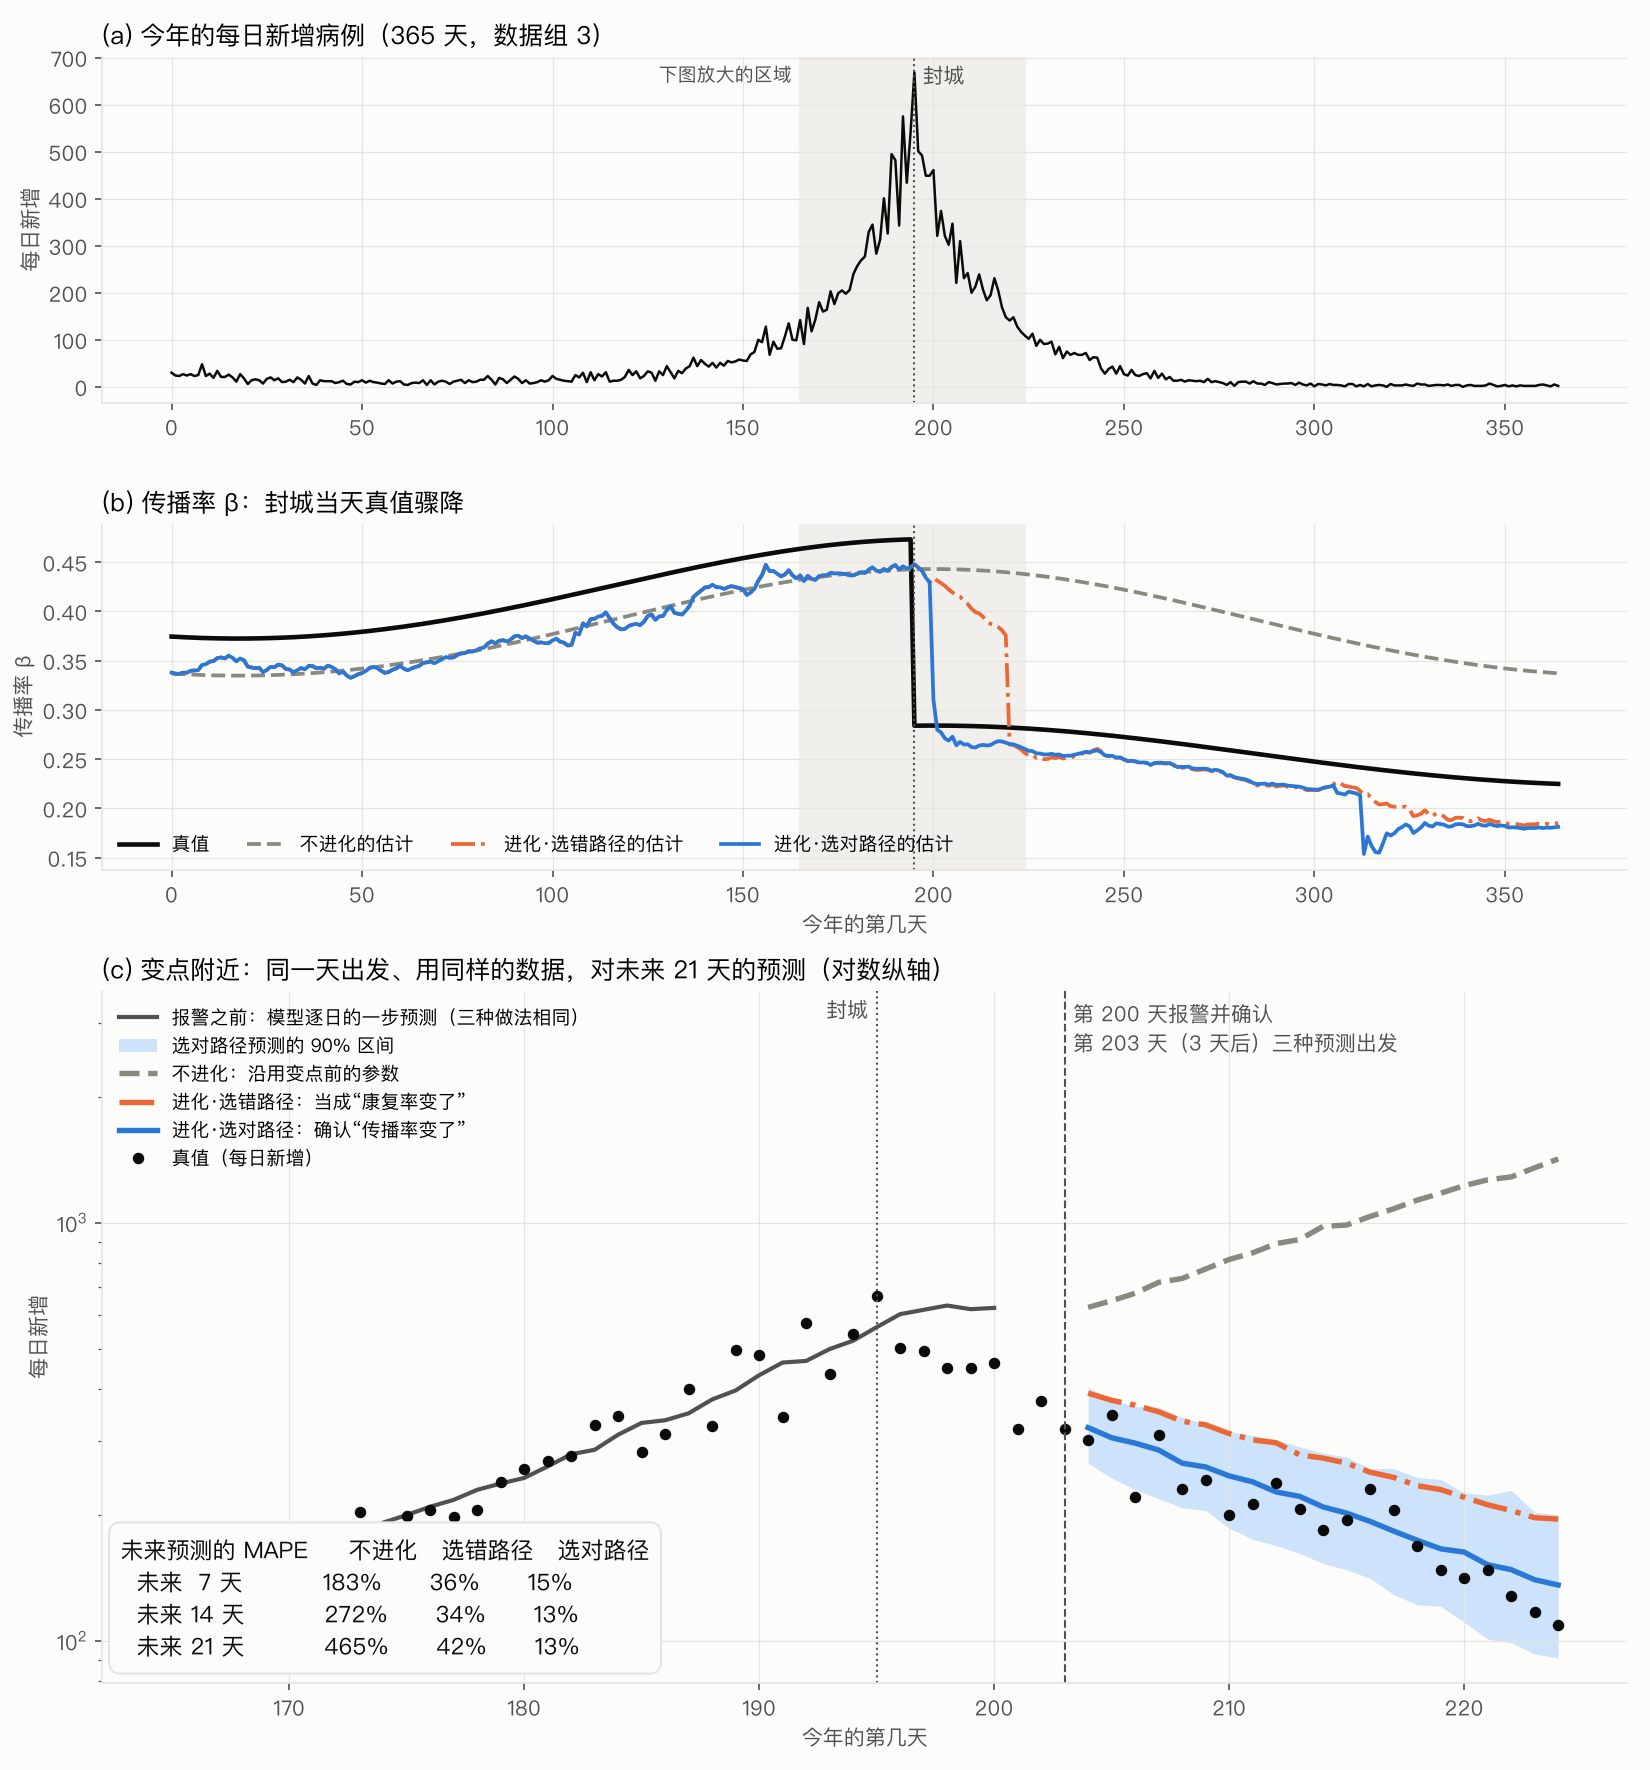 (a) 今年的每日新增病例（365 天，数据组 3）
下图放大的区域
封城
700
600
500
400
300
200
100
0
每日新增
0 50 100 150 200 250 300 350
(b) 传播率 β：封城当天真值骤降
0.45
0.40
0.35
0.30
0.25
0.20
0.15
传播率 β
真值 不进化的估计 进化·选错路径的估计 进化·选对路径的估计
0 50 100 150 200 250 300 350
今年的第几天
(c) 变点附近：同一天出发、用同样的数据，对未来 21 天的预测（对数纵轴）
报警之前：模型逐日的一步预测（三种做法相同）
选对路径预测的 90% 区间
不进化：沿用变点前的参数
进化·选错路径：当成“康复率变了”
进化·选对路径：确认“传播率变了”
真值（每日新增）
封城
第 200 天报警并确认
第 203 天（3 天后）三种预测出发
10³
10²
每日新增
未来预测的 MAPE 不进化 选错路径 选对路径
未来 7 天 183% 36% 15%
未来 14 天 272% 34% 13%
未来 21 天 465% 42% 13%
170 180 190 200 210 220
今年的第几天